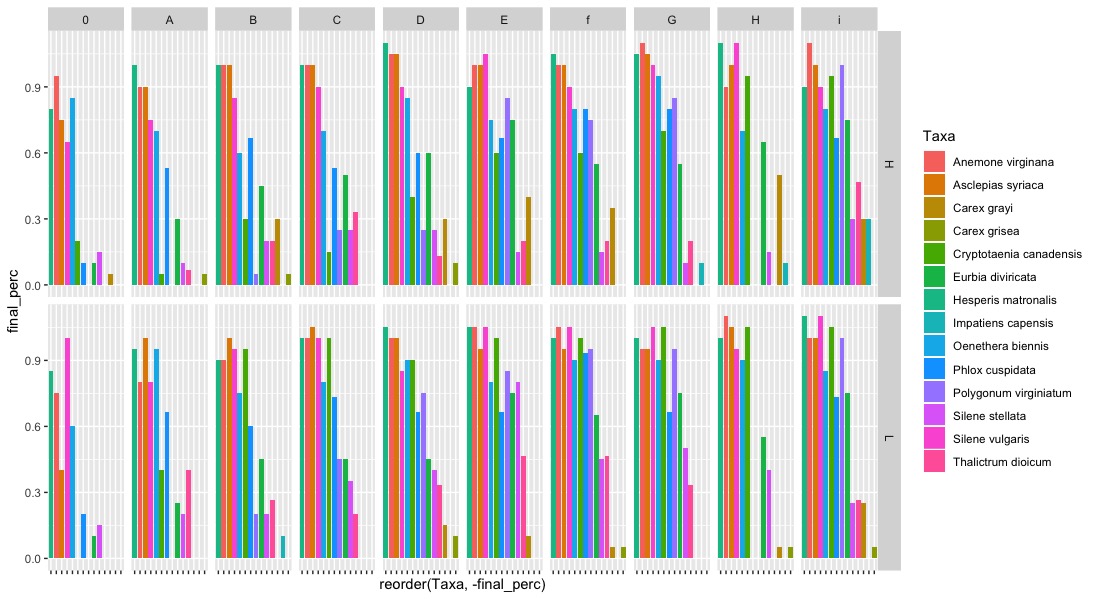 0 A B C D E f G H i
H
0.9
0.6
0.3
0.0
L
0.9
0.6
0.3
0.0
final_perc
reorder(Taxa, -final_perc)
Taxa
Anemone virginana
Asclepias syriaca
Carex grayi
Carex grisea
Cryptotaenia canadensis
Eurbia diviricata
Hesperis matronalis
Impatiens capensis
Oenethera biennis
Phlox cuspidata
Polygonum virginiatum
Silene stellata
Silene vulgaris
Thalictrum dioicum